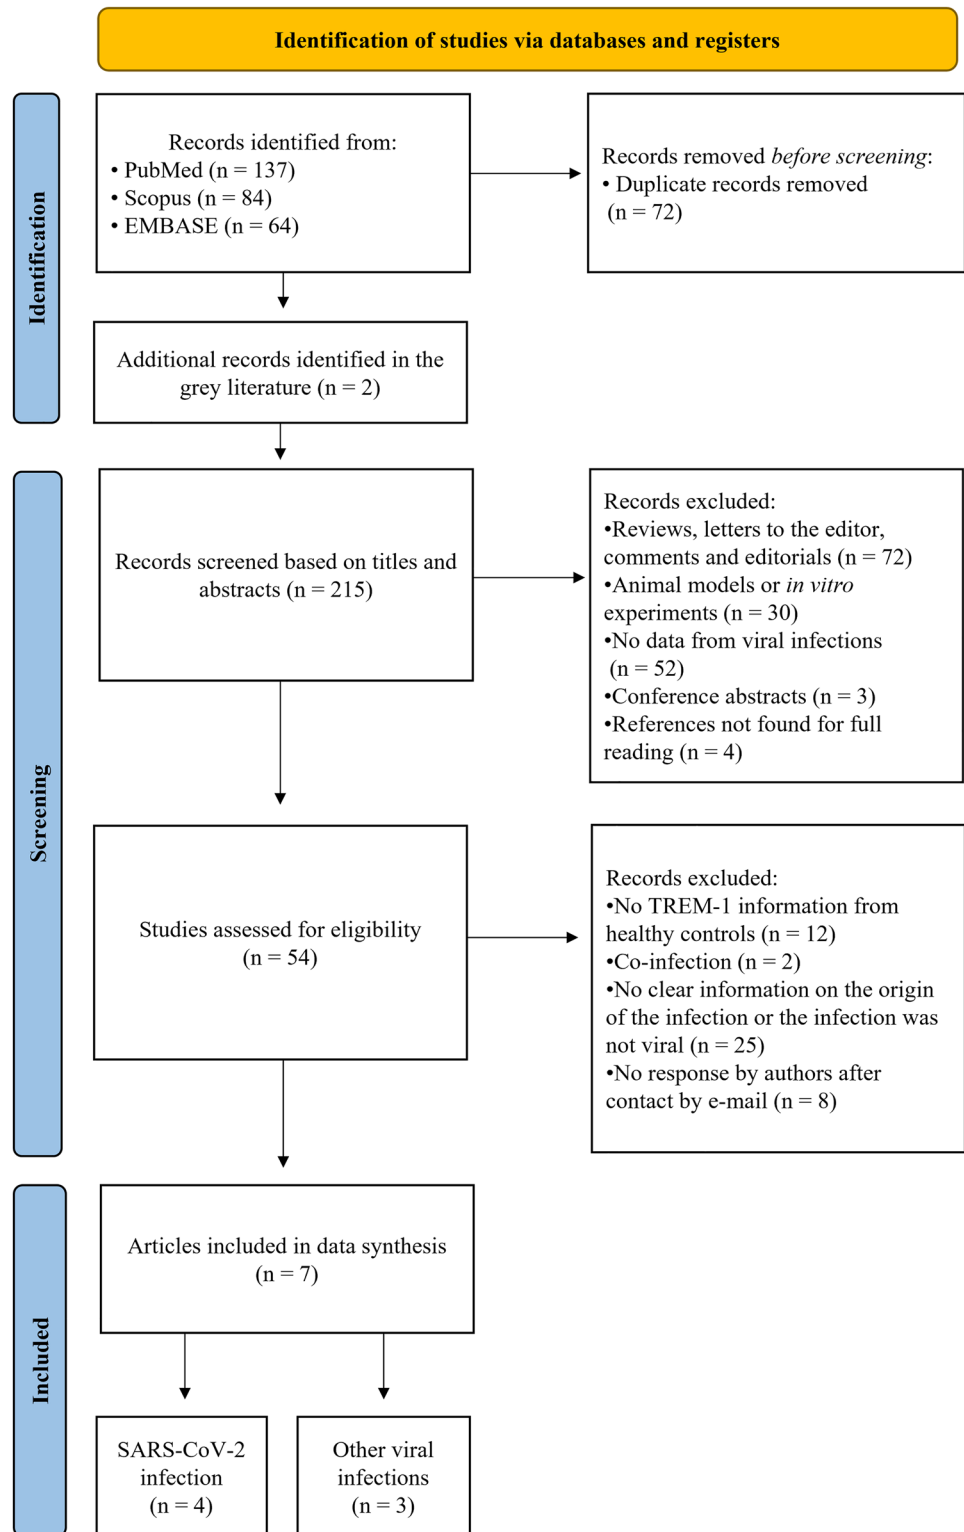 Identification of studies via databases and registers
Identification
Records identified from:
• PubMed (n = 137)
• Scopus (n = 84)
• EMBASE (n = 64)
Records removed before screening:
• Duplicate records removed
(n = 72)
Additional records identified in the
grey literature (n = 2)
Screening
Records screened based on titles and
abstracts (n = 215)
Records excluded:
•Reviews, letters to the editor,
comments and editorials (n = 72)
•Animal models or in vitro
experiments (n = 30)
•No data from viral infections
(n = 52)
•Conference abstracts (n = 3)
•References not found for full
reading (n = 4)
Studies assessed for eligibility
(n = 54)
Records excluded:
•No TREM-1 information from
healthy controls (n = 12)
•Co-infection (n = 2)
•No clear information on the origin
of the infection or the infection was
not viral (n = 25)
•No response by authors after
contact by e-mail (n = 8)
Included
Articles included in data synthesis
(n = 7)
SARS-CoV-2
infection
(n = 4)
Other viral
infections
(n = 3)